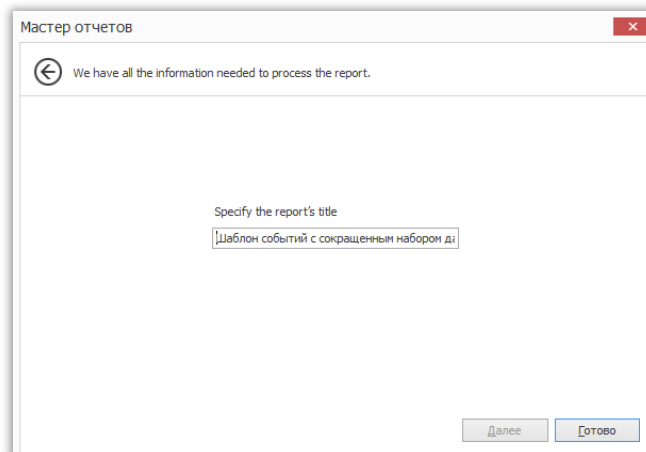 Мастер отчетов
We have all the information needed to process the report.
Specify the report's title
Шаблон событий с сокращенным набором да
Далее
Готово